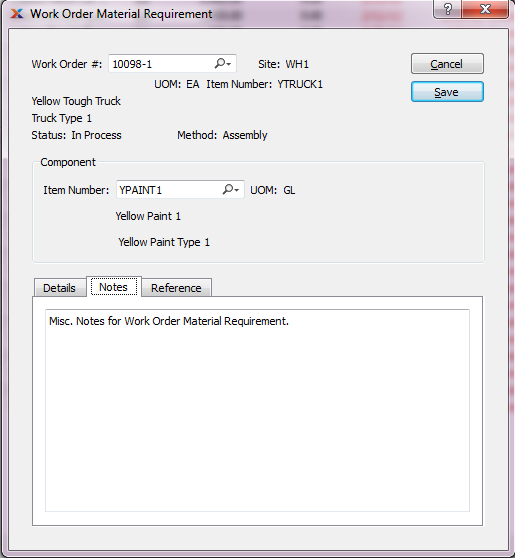 Work Order Material Requirement
?
Work Order #: 10098-1 Site: WH1 Cancel
UOM: EA Item Number: YTRUCK1
Save
Yellow Tough Truck
Truck Type 1
Status: In Process Method: Assembly
Component
Item Number: YPAINT1 UOM: GL
Yellow Paint 1
Yellow Paint Type 1
Details Notes Reference
Misc. Notes for Work Order Material Requirement.